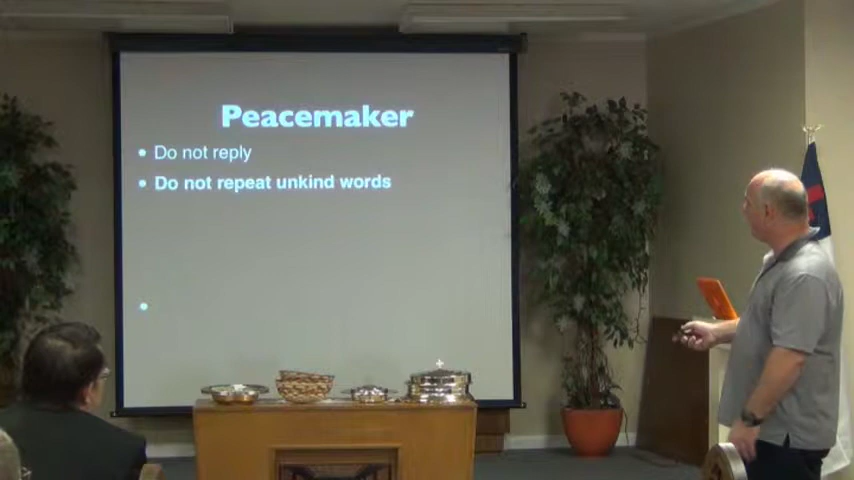 Peacemaker
• Do not reply
• Do not repeat unkind words
•